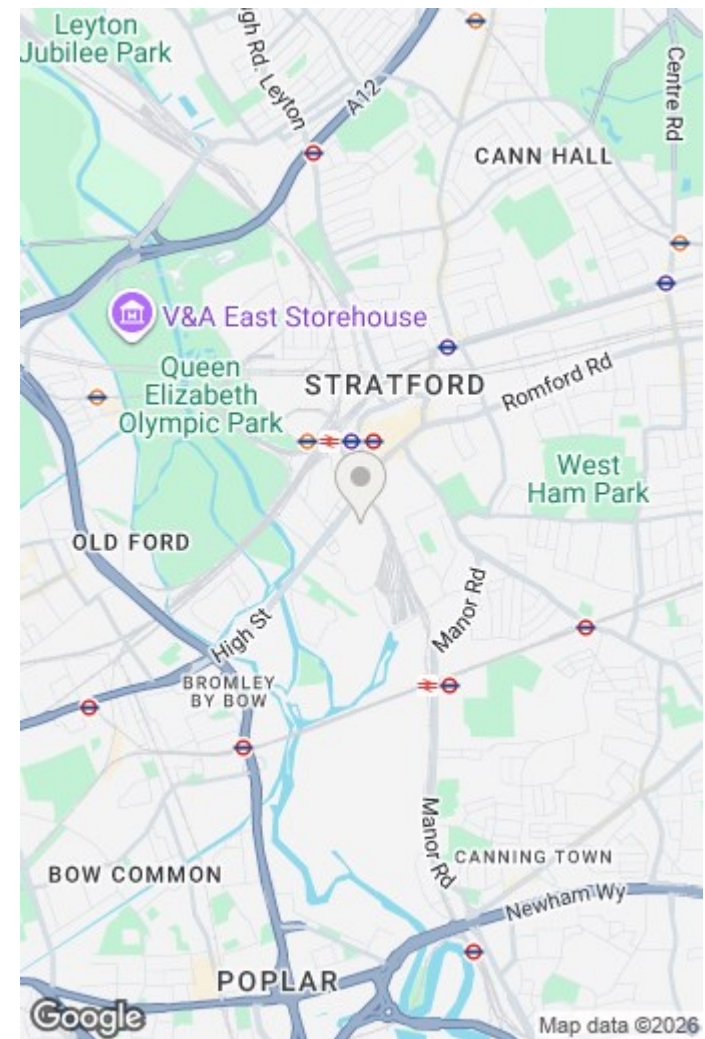 Leyton
Jubilee Park
gh Rd. Leyton
A12
Centre Rd
CANN HALL
V&A East Storehouse
Queen
Elizabeth
Olympic Park
STRATFORD
Romford Rd
West
Ham Park
OLD FORD
High St
Manor Rd
BROMLEY
BY BOW
Manor Rd
CANNING TOWN
BOW COMMON
Newham Wy
POPLAR
Google
Map data ©2026